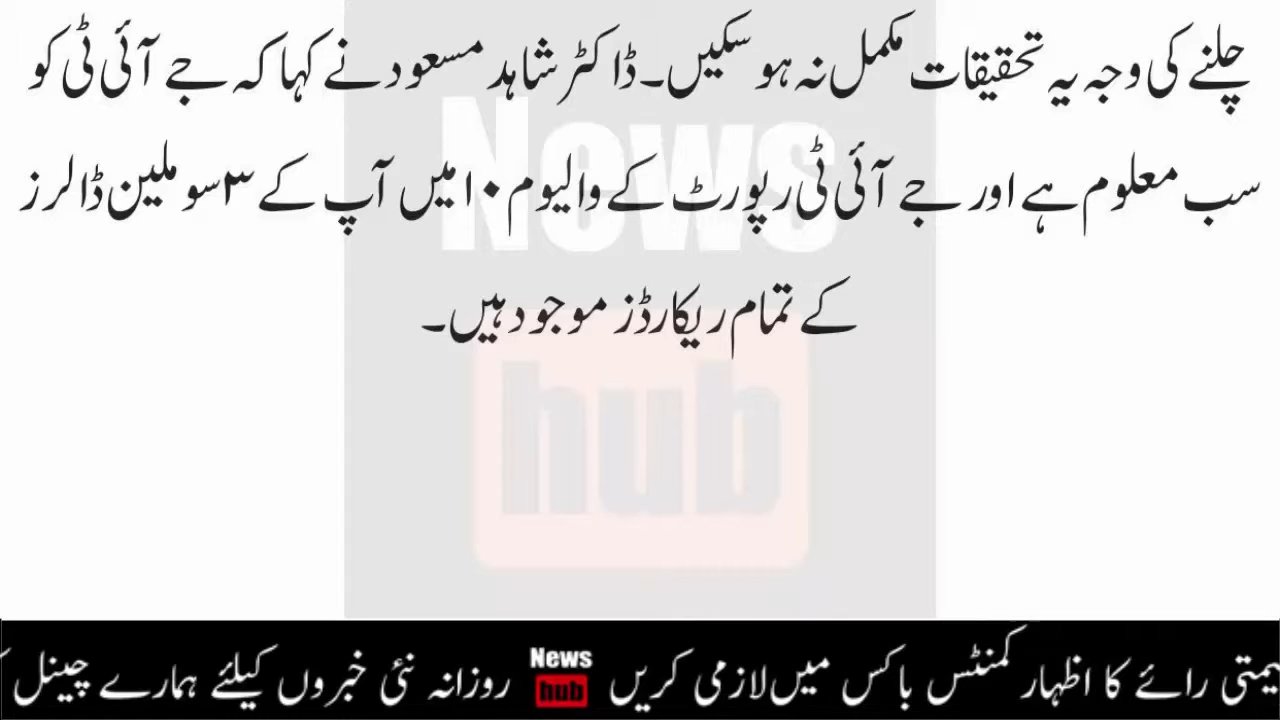 چلنے کی وجہ یہ تحقیقات مکمل نہ ہو سکیں۔ ڈاکٹر شاہد مسعود نے کہا کہ جے آئی ٹی کو
سب معلوم ہے اور جے آئی ٹی رپورٹ کے والیوم ۱۰ میں آپ کے ۳ سو ملین ڈالرز
کے تمام ریکارڈز موجود ہیں۔
News
hub
رائے کا اظہار کمنٹس باکس میں لازمی کریں News hub روزانہ نئی خبروں کیلئے ہمارے چینل